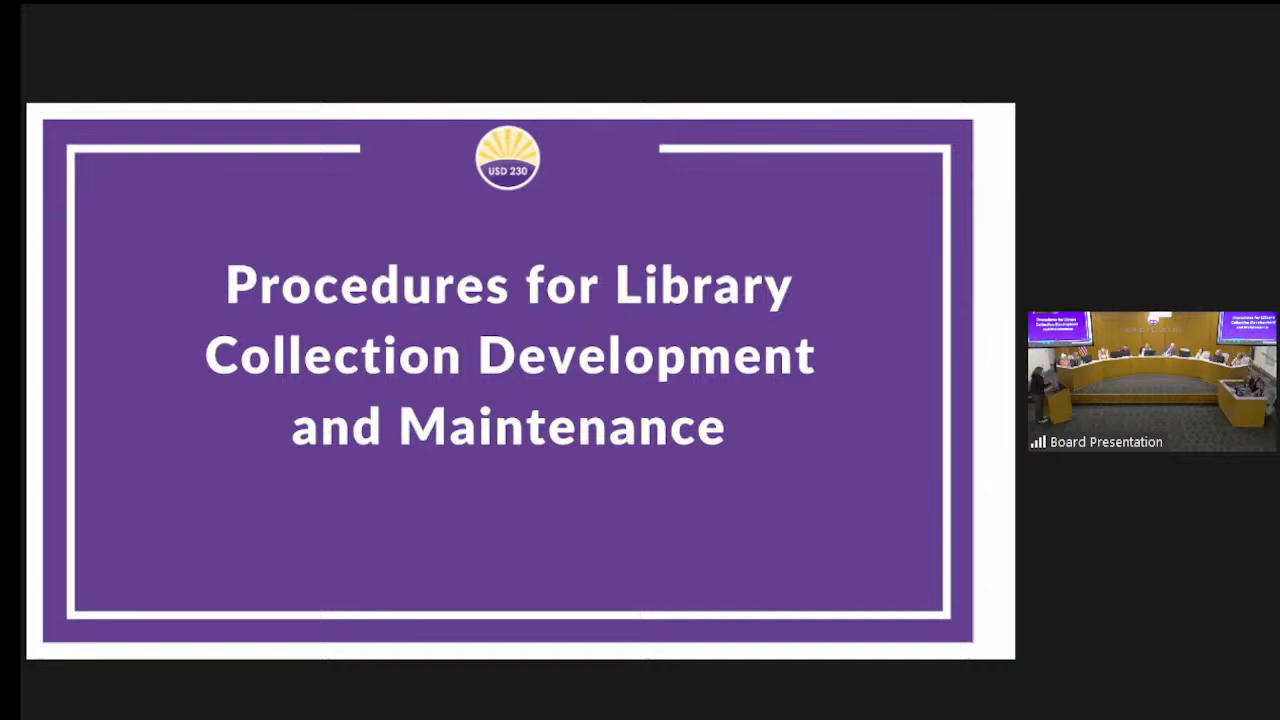 USD 230
Procedures for Library
Collection Development
and Maintenance
Board Presentation